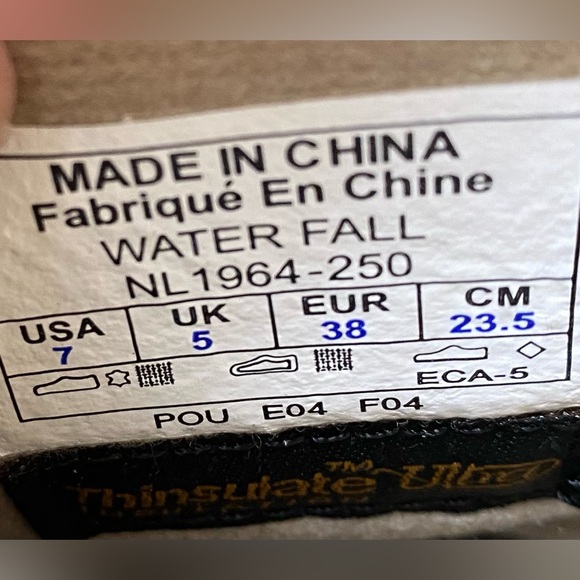 MADE IN CHINA
Fabriqué En Chine
WATER FALL
NL1964-250
USA UK EUR CM
7 5 38 23.5
ECA-5
POU E04 F04
Thinsulate™ Ultra